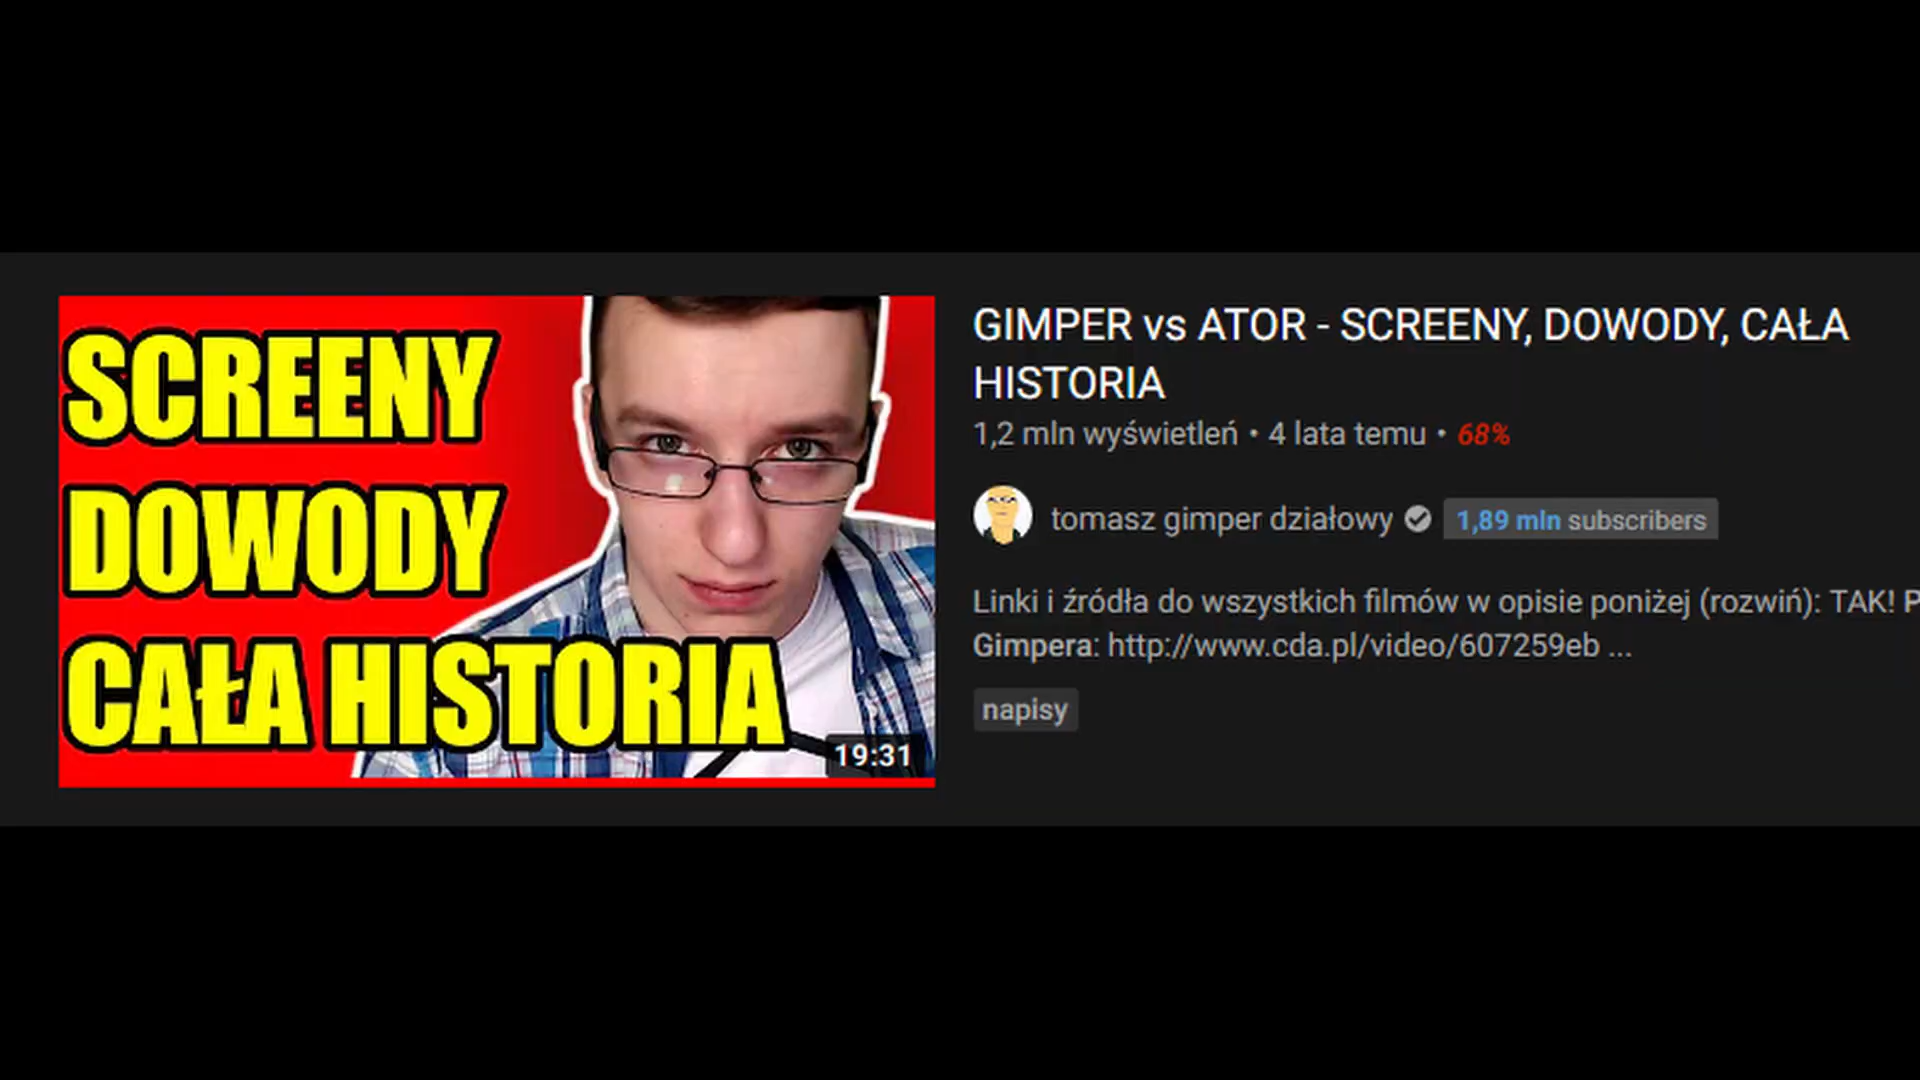 SCREENY
DOWODY
CAŁA HISTORIA
19:31
GIMPER vs ATOR - SCREENY, DOWODY, CAŁA
HISTORIA
1,2 mln wyświetleń • 4 lata temu • 68%
tomasz gimper działowy
1,89 mln subscribers
Linki i źródła do wszystkich filmów w opisie poniżej (rozwiń): TAK! P
Gimpera: http://www.cda.pl/video/607259eb ...
napisy